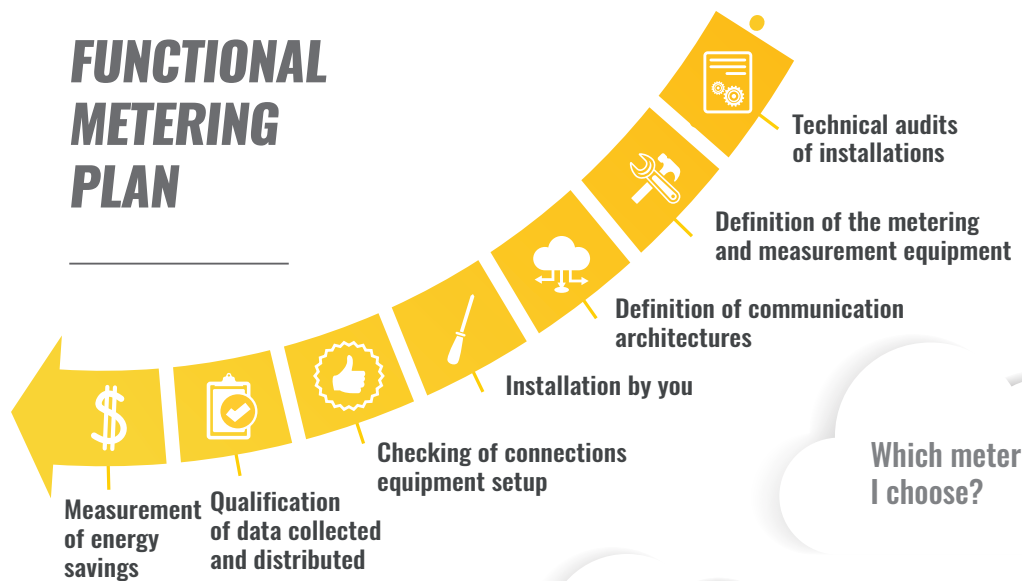 FUNCTIONAL
METERING
PLAN
Technical audits
of installations
Definition of the metering
and measurement equipment
Definition of communication
architectures
Installation by you
Checking of connections
equipment setup
Qualification
of data collected
and distributed
Measurement
of energy
savings
Which meter
I choose?